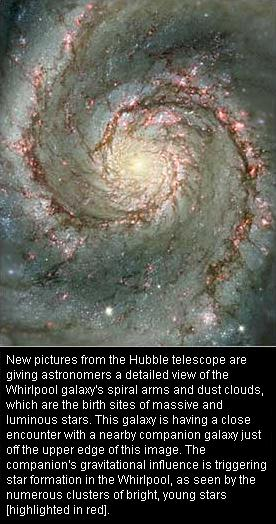 New pictures from the Hubble telescope are
giving astronomers a detailed view of the
Whirlpool galaxy's spiral arms and dust clouds,
which are the birth sites of massive and
luminous stars. This galaxy is having a close
encounter with a nearby companion galaxy just
off the upper edge of this image. The
companion's gravitational influence is triggering
star formation in the Whirlpool, as seen by the
numerous clusters of bright, young stars
[highlighted in red].